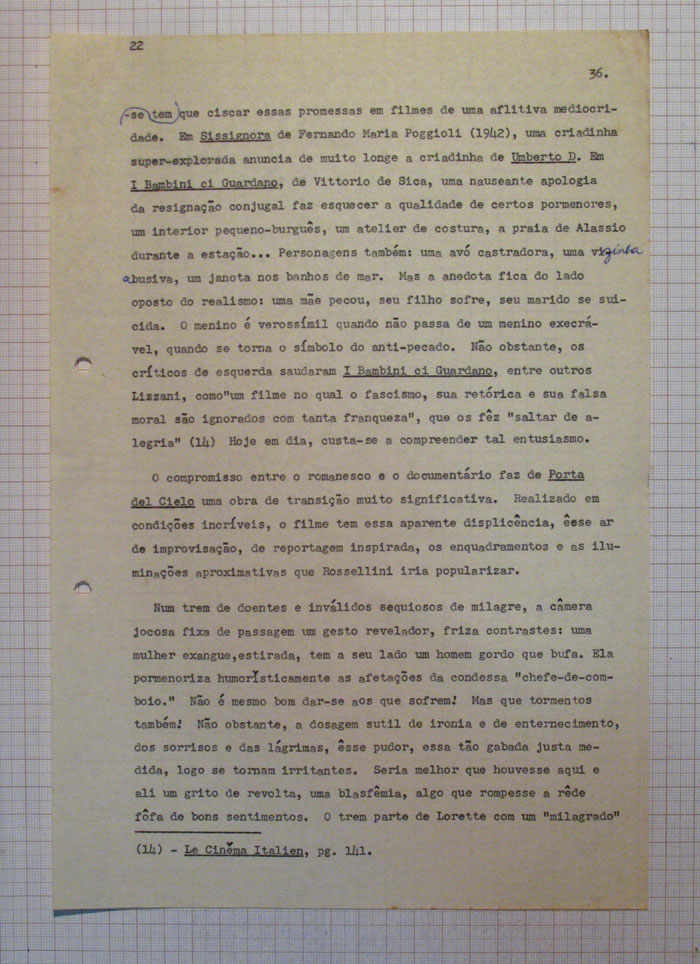 22
36.
-se tem que ciscar essas promessas em filmes de uma aflitiva mediocri-
dade. Em Sissignora de Fernando Maria Poggioli (1942), uma criadinha
super-explorada anuncia de muito longe a criadinha de Umberto D. Em
I Bambini ci Guardano, de Vittorio de Sica, uma nauseante apologia
da resignação conjugal faz esquecer a qualidade de certos pormenores,
um interior pequeno-burguês, um atelier de costura, a praia de Alassio
durante a estação... Personagens também: uma avó castradora, uma vizinha
abusiva, um janota nos banhos de mar. Mas a anedota fica do lado
oposto do realismo: uma mãe pecou, seu filho sofre, seu marido se sui-
cida. O menino é verossímil quando não passa de um menino execrá-
vel, quando se torna o símbolo do anti-pecado. Não obstante, os
críticos de esquerda saudaram I Bambini ci Guardano, entre outros
Lizzani, como"um filme no qual o fascismo, sua retórica e sua falsa
moral são ignorados com tanta franqueza", que os fêz "saltar de a-
legria" (14) Hoje em dia, custa-se a compreender tal entusiasmo.
O compromisso entre o romanesco e o documentário faz de Porta
del Cielo uma obra de transição muito significativa. Realizado em
condições incríveis, o filme tem essa aparente displicência, êsse ar
de improvisação, de reportagem inspirada, os enquadramentos e as ilu-
minações aproximativas que Rossellini iria popularizar.
Num trem de doentes e inválidos sequiosos de milagre, a câmera
jocosa fixa de passagem um gesto revelador, friza contrastes: uma
mulher exangue,estirada, tem a seu lado um homem gordo que bufa. Ela
pormenoriza humorísticamente as afetações da condessa "chefe-de-com-
boio." Não é mesmo bom dar-se aos que sofrem! Mas que tormentos
também! Não obstante, a dosagem sutil de ironia e de enternecimento,
dos sorrisos e das lágrimas, êsse pudor, essa tão gabada justa me-
dida, logo se tornam irritantes. Seria melhor que houvesse aqui e
ali um grito de revolta, uma blasfêmia, algo que rompesse a rêde
fôfa de bons sentimentos. O trem parte de Lorette com um "milagrado"
(14) - Le Cinéma Italien, pg. 141.